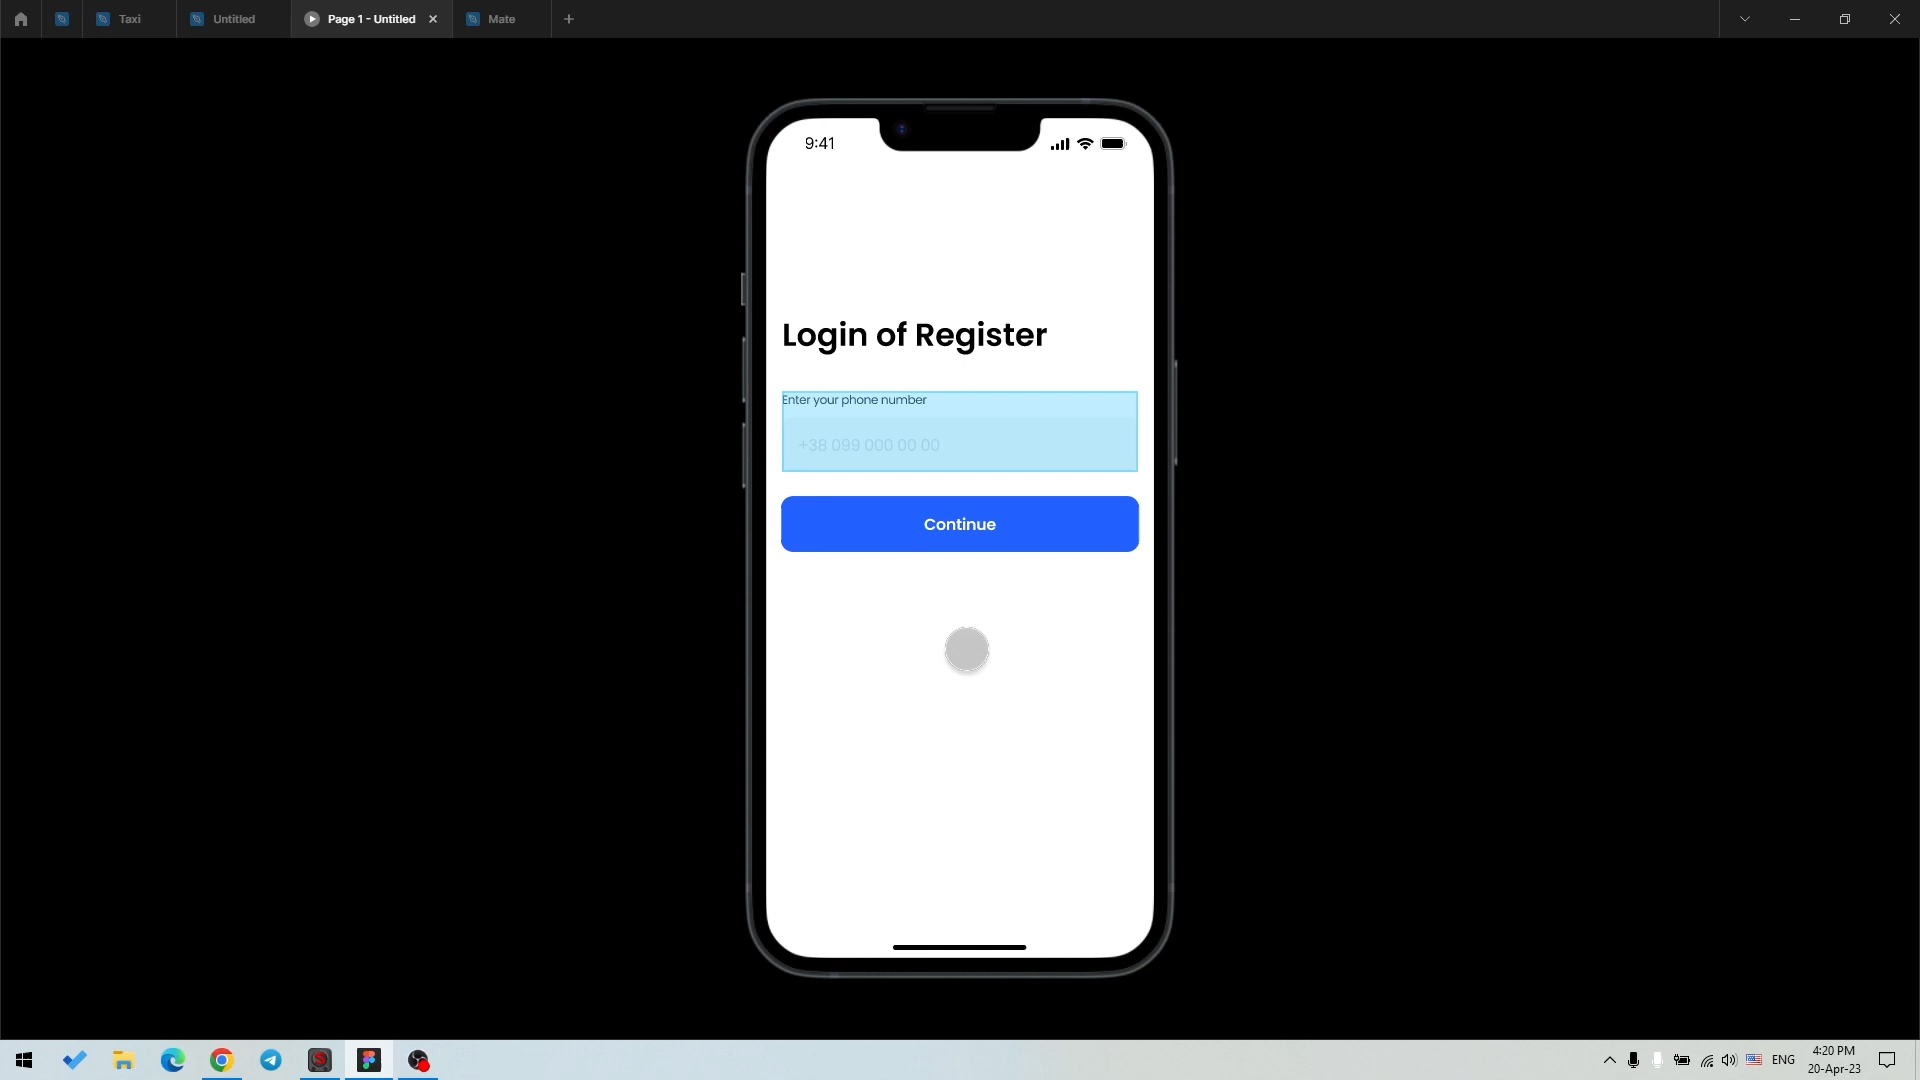 Taxi
Untitled
Page 1 - Untitled
Mate
9:41
Login of Register
Enter your phone number
+38 099 000 00 00
Continue
ENG
4:20 PM
20-Apr-23